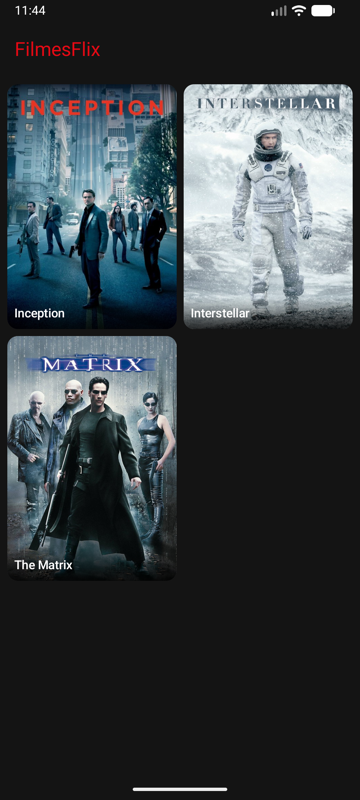 11:44
FilmesFlix
INCEPTION
INTERSTELLAR
Inception
Interstellar
MATRIX
The Matrix